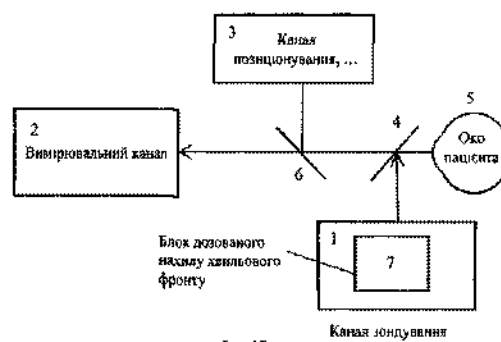 3
Канал
позиціонування, ...
2
Вимірювальний канал
4
5
Око
пацієнта
6
Блок дозованого
нахилу хвильового
фронту
1
7
Канал зондування